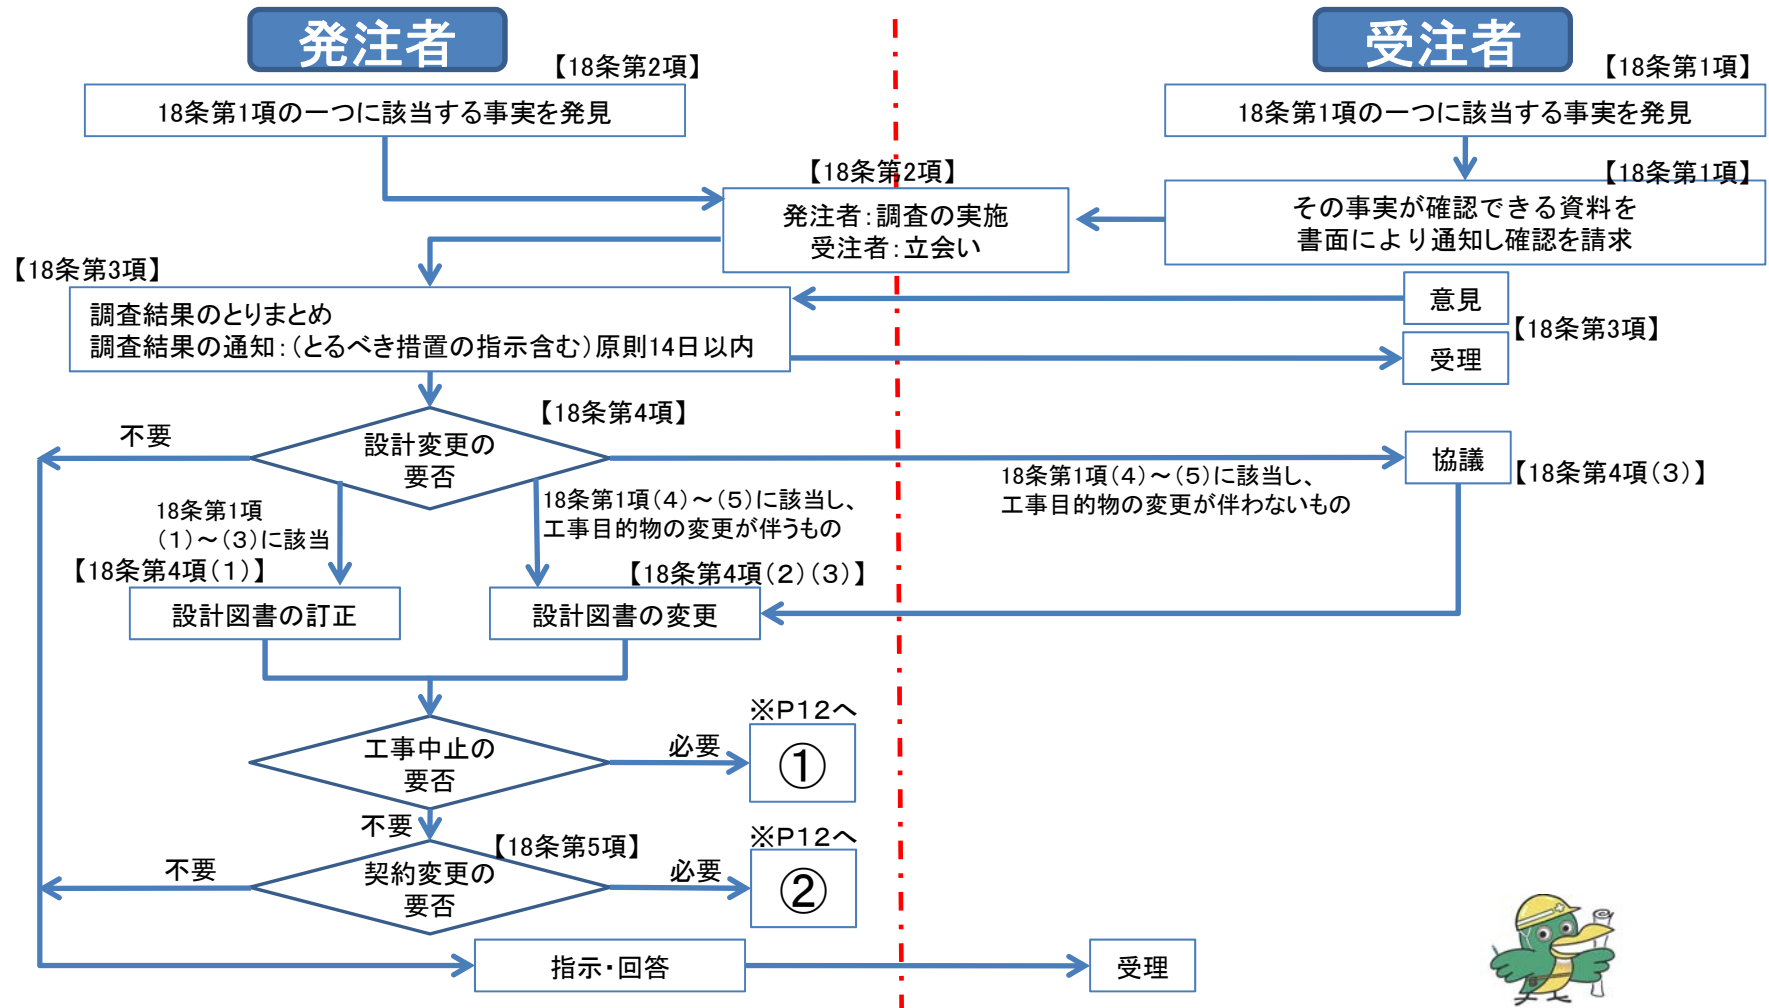 発注者
受注者
【18条第2項】
18条第1項の一つに該当する事実を発見
【18条第1項】
18条第1項の一つに該当する事実を発見
【18条第1項】
その事実が確認できる資料を
書面により通知し確認を請求
【18条第2項】
発注者：調査の実施
受注者：立会い
【18条第3項】
調査結果のとりまとめ
調査結果の通知：（とるべき措置の指示含む）原則14日以内
意見
【18条第3項】
受理
【18条第4項】
設計変更の
要否
不要
18条第1項（４）～（５）に該当し、
工事目的物の変更が伴わないもの
協議
【18条第4項（３）】
18条第1項
（１）～（３）に該当
18条第1項（４）～（５）に該当し、
工事目的物の変更が伴うもの
【18条第4項（１）】
設計図書の訂正
【18条第4項（２）（３）】
設計図書の変更
工事中止の
要否
必要
※Ｐ１２へ
①
不要
【18条第5項】
契約変更の
要否
不要
必要
※Ｐ１２へ
②
指示・回答
受理